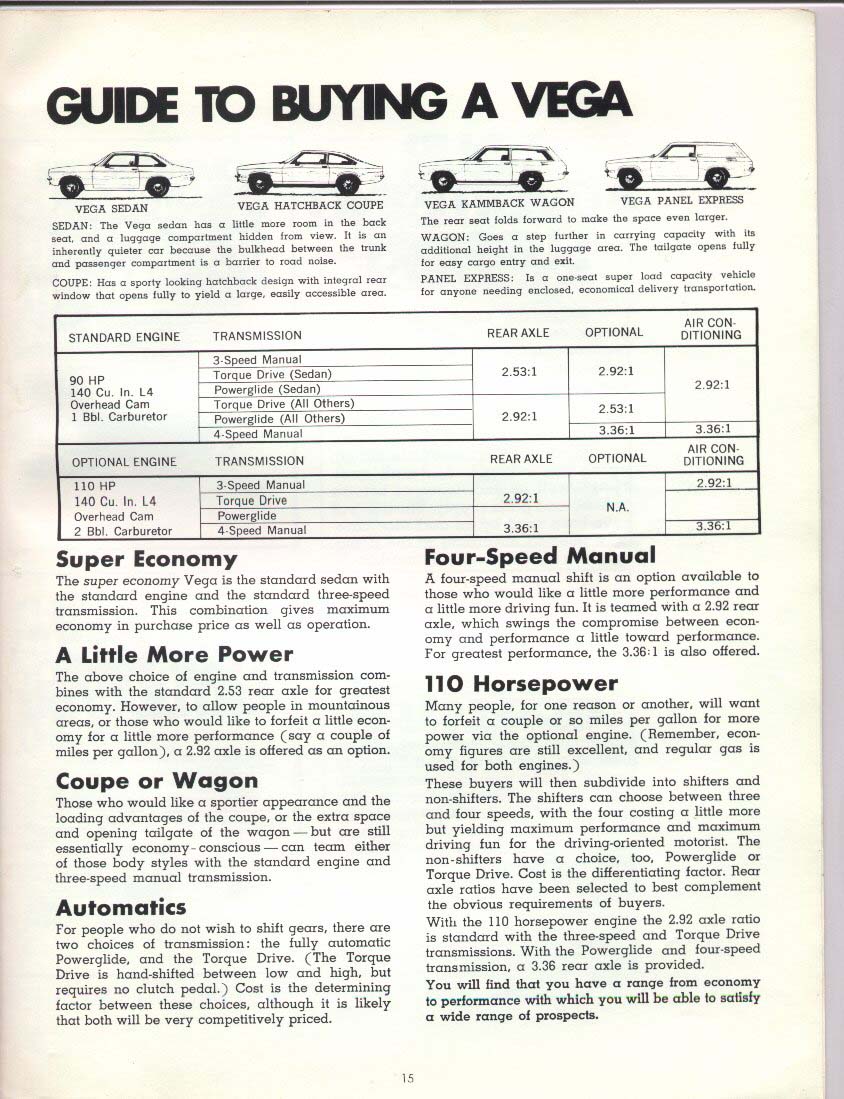 GUIDE TO BUYING A VEGA
VEGA SEDAN
VEGA HATCHBACK COUPE
VEGA KAMMBACK WAGON
VEGA PANEL EXPRESS
SEDAN: The Vega sedan has a little more room in the back
seat, and a luggage compartment hidden from view. It is an
inherently quieter car because the bulkhead between the trunk
and passenger compartment is a barrier to road noise.
COUPE: Has a sporty looking hatchback design with integral rear
window that opens fully to yield a large, easily accessible area.
The rear seat folds forward to make the space even larger.
WAGON: Goes a step further in carrying capacity with its
additional height in the luggage area. The tailgate opens fully
for easy cargo entry and exit.
PANEL EXPRESS: Is a one-seat super load capacity vehicle
for anyone needing enclosed, economical delivery transportation.
STANDARD ENGINE TRANSMISSION REAR AXLE OPTIONAL AIR CON-
DITIONING
90 HP
140 Cu. In. L4
Overhead Cam
1 Bbl. Carburetor
3-Speed Manual
Torque Drive (Sedan)
Powerglide (Sedan)
Torque Drive (All Others)
Powerglide (All Others)
4-Speed Manual
2.53:1
2.92:1
2.92:1
2.53:1
3.36:1
2.92:1
3.36:1
OPTIONAL ENGINE TRANSMISSION REAR AXLE OPTIONAL AIR CON-
DITIONING
110 HP
140 Cu. In. L4
Overhead Cam
2 Bbl. Carburetor
3-Speed Manual
Torque Drive
Powerglide
4-Speed Manual
2.92:1
3.36:1
N.A.
2.92:1
3.36:1
Super Economy
The super economy Vega is the standard sedan with
the standard engine and the standard three-speed
transmission. This combination gives maximum
economy in purchase price as well as operation.
A Little More Power
The above choice of engine and transmission com-
bines with the standard 2.53 rear axle for greatest
economy. However, to allow people in mountainous
areas, or those who would like to forfeit a little econ-
omy for a little more performance (say a couple of
miles per gallon), a 2.92 axle is offered as an option.
Coupe or Wagon
Those who would like a sportier appearance and the
loading advantages of the coupe, or the extra space
and opening tailgate of the wagon — but are still
essentially economy-conscious — can team either
of those body styles with the standard engine and
three-speed manual transmission.
Automatics
For people who do not wish to shift gears, there are
two choices of transmission: the fully automatic
Powerglide, and the Torque Drive. (The Torque
Drive is hand-shifted between low and high, but
requires no clutch pedal.) Cost is the determining
factor between these choices, although it is likely
that both will be very competitively priced.
Four-Speed Manual
A four-speed manual shift is an option available to
those who would like a little more performance and
a little more driving fun. It is teamed with a 2.92 rear
axle, which swings the compromise between econ-
omy and performance a little toward performance.
For greatest performance, the 3.36:1 is also offered.
110 Horsepower
Many people, for one reason or another, will want
to forfeit a couple or so miles per gallon for more
power via the optional engine. (Remember, econ-
omy figures are still excellent, and regular gas is
used for both engines.)
These buyers will then subdivide into shifters and
non-shifters. The shifters can choose between three
and four speeds, with the four costing a little more
but yielding maximum performance and maximum
driving fun for the driving-oriented motorist. The
non-shifters have a choice, too, Powerglide or
Torque Drive. Cost is the differentiating factor. Rear
axle ratios have been selected to best complement
the obvious requirements of buyers.
With the 110 horsepower engine the 2.92 axle ratio
is standard with the three-speed and Torque Drive
transmissions. With the Powerglide and four-speed
transmission, a 3.36 rear axle is provided.
You will find that you have a range from economy
to performance with which you will be able to satisfy
a wide range of prospects.
15